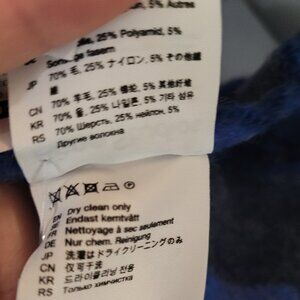 5% Autres
25% Polyamid, 5%
Sonstige fasern
JP 70% 毛, 25% ナイロン, 5% その他繊
維
CN 70% 羊毛, 25% 锦纶, 5% 其他纤维
KR 70% 울, 25% 나일론, 5% 기타 섬유
RS 70% Шерсть, 25% нейлон, 5%
Другие волокна
EN Dry clean only
Endast kemtvätt
FR Nettoyage à sec seulement
DE Nur chem. Reinigung
JP 洗濯はドライクリーニングのみ
CN 仅可干洗
KR 드라이클리닝 전용
RS Только химчистка